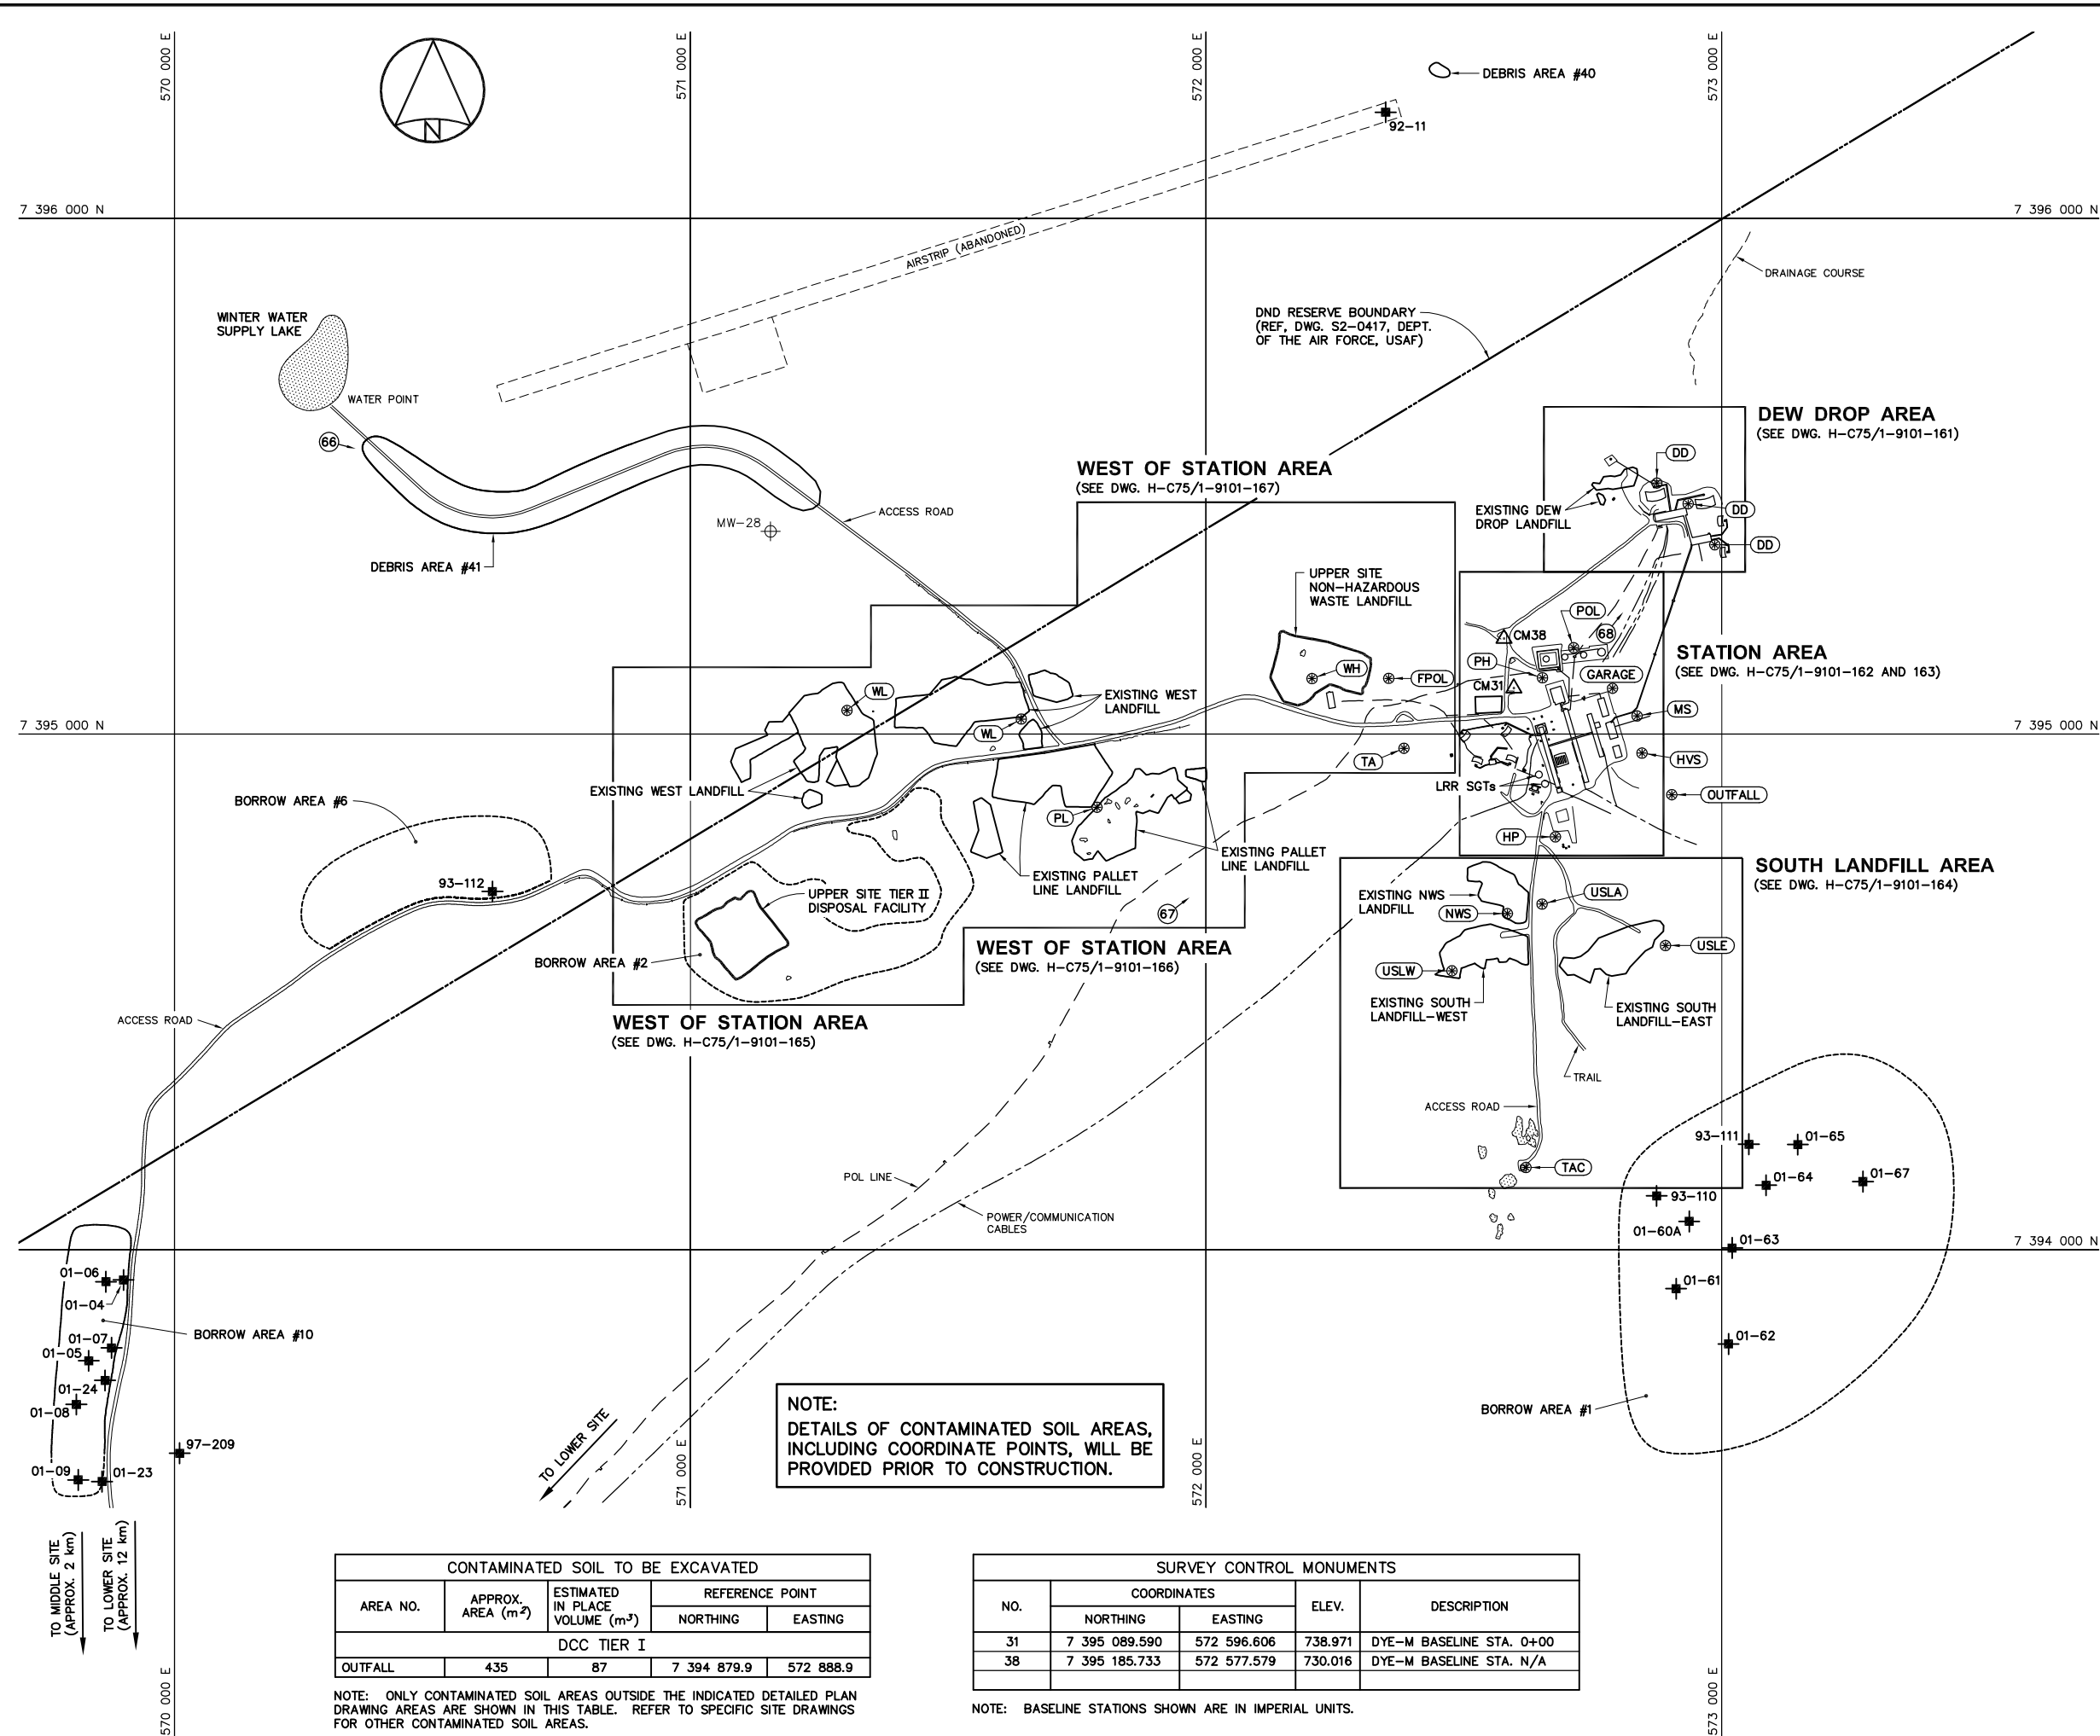 570 000 E
571 000 E
572 000 E
573 000 E
N
DEBRIS AREA #40
92-11
7 396 000 N
7 396 000 N
AIRSTRIP (ABANDONED)
DRAINAGE COURSE
WINTER WATER
SUPPLY LAKE
DND RESERVE BOUNDARY
(REF, DWG. S2-0417, DEPT.
OF THE AIR FORCE, USAF)
WATER POINT
66
DEW DROP AREA
(SEE DWG. H-C75/1-9101-161)
DD
WEST OF STATION AREA
(SEE DWG. H-C75/1-9101-167)
EXISTING DEW
DROP LANDFILL
DD
ACCESS ROAD
MW-28
DD
DEBRIS AREA #41
UPPER SITE
NON-HAZARDOUS
WASTE LANDFILL
POL
68
CM38
STATION AREA
(SEE DWG. H-C75/1-9101-162 AND 163)
PH
WH
FPOL
GARAGE
CM31
WL
EXISTING WEST
LANDFILL
MS
7 395 000 N
7 395 000 N
WL
TA
HVS
EXISTING WEST LANDFILL
LRR SGTs
OUTFALL
BORROW AREA #6
PL
HP
EXISTING PALLET
LINE LANDFILL
EXISTING PALLET
LINE LANDFILL
SOUTH LANDFILL AREA
(SEE DWG. H-C75/1-9101-164)
93-112
UPPER SITE TIER II
DISPOSAL FACILITY
67
EXISTING NWS
LANDFILL
USLA
NWS
WEST OF STATION AREA
(SEE DWG. H-C75/1-9101-166)
USLE
BORROW AREA #2
USLW
EXISTING SOUTH
LANDFILL-WEST
EXISTING SOUTH
LANDFILL-EAST
ACCESS ROAD
WEST OF STATION AREA
(SEE DWG. H-C75/1-9101-165)
TRAIL
ACCESS ROAD
93-111
01-65
TAC
POL LINE
01-64
01-67
93-110
POWER/COMMUNICATION
CABLES
01-60A
01-63
7 394 000 N
01-06
01-61
01-04
BORROW AREA #10
01-07
01-05
01-62
01-24
01-08
BORROW AREA #1
NOTE:
DETAILS OF CONTAMINATED SOIL AREAS,
INCLUDING COORDINATE POINTS, WILL BE
PROVIDED PRIOR TO CONSTRUCTION.
97-209
TO LOWER SITE
571 000 E
572 000 E
01-09
01-23
TO MIDDLE SITE
(APPROX. 2 km)
TO LOWER SITE
(APPROX. 12 km)
CONTAMINATED SOIL TO BE EXCAVATED
AREA NO.
APPROX.
AREA (m²)
ESTIMATED
IN PLACE
VOLUME (m³)
REFERENCE POINT
NORTHING
EASTING
DCC TIER I
OUTFALL 435 87 7 394 879.9 572 888.9
NOTE: ONLY CONTAMINATED SOIL AREAS OUTSIDE THE INDICATED DETAILED PLAN
DRAWING AREAS ARE SHOWN IN THIS TABLE. REFER TO SPECIFIC SITE DRAWINGS
FOR OTHER CONTAMINATED SOIL AREAS.
SURVEY CONTROL MONUMENTS
NO.
COORDINATES
NORTHING
EASTING
ELEV.
DESCRIPTION
31 7 395 089.590 572 596.606 738.971 DYE-M BASELINE STA. 0+00
38 7 395 185.733 572 577.579 730.016 DYE-M BASELINE STA. N/A
NOTE: BASELINE STATIONS SHOWN ARE IN IMPERIAL UNITS.
570 000 E
573 000 E